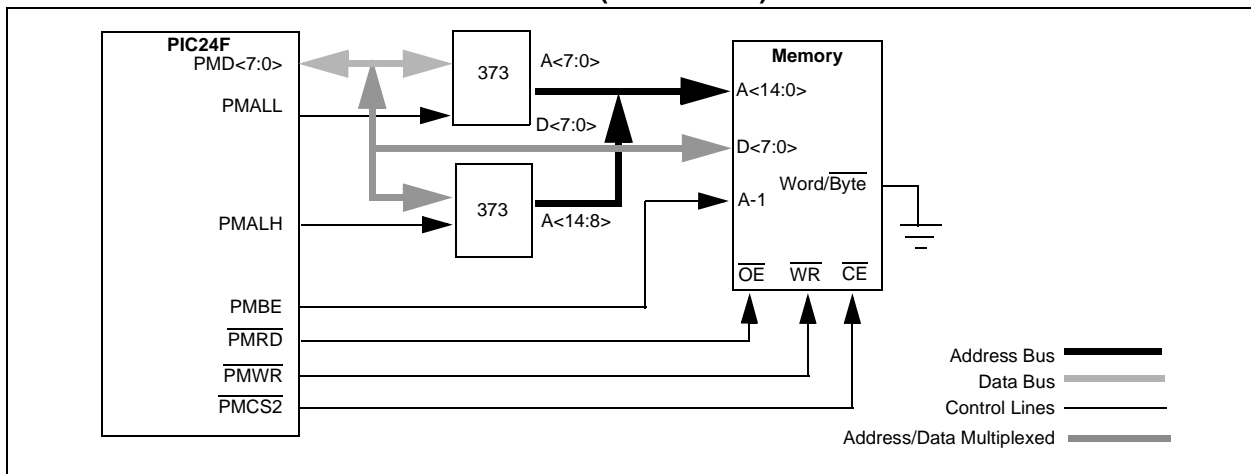 PIC24F
PMD<7:0>
PMALL
PMALH
PMBE
PMRD
PMWR
PMCS2
373
A<7:0>
D<7:0>
373
A<14:8>
Memory
A<14:0>
D<7:0>
Word/Byte
A-1
OE WR CE
Address Bus
Data Bus
Control Lines
Address/Data Multiplexed